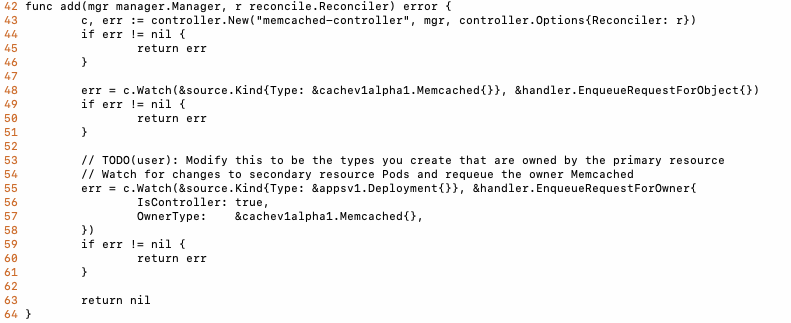 42 func add(mgr manager.Manager, r reconcile.Reconciler) error {
43         c, err := controller.New("memcached-controller", mgr, controller.Options{Reconciler: r})
44         if err != nil {
45                 return err
46         }
47
48         err = c.Watch(&source.Kind{Type: &cachev1alpha1.Memcached{}}, &handler.EnqueueRequestForObject{})
49         if err != nil {
50                 return err
51         }
52
53         // TODO(user): Modify this to be the types you create that are owned by the primary resource
54         // Watch for changes to secondary resource Pods and requeue the owner Memcached
55         err = c.Watch(&source.Kind{Type: &appsv1.Deployment{}}, &handler.EnqueueRequestForOwner{
56                 IsController: true,
57                 OwnerType:    &cachev1alpha1.Memcached{},
58         })
59         if err != nil {
60                 return err
61         }
62
63         return nil
64 }